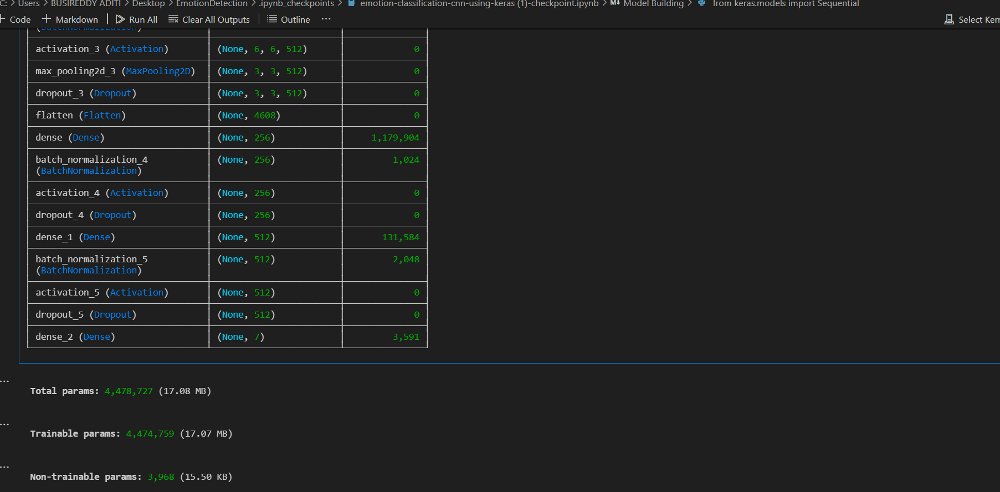 C: > Users > BUSIREDDY ADITI > Desktop > EmotionDetection > .ipynb_checkpoints > emotion-classification-cnn-using-keras (1)-checkpoint.ipynb > M↓ Model Building > from keras.models import Sequential
+ Code + Markdown | Run All Clear All Outputs | Outline ... Select Kerr
(BatchNormalization)
activation_3 (Activation) (None, 6, 6, 512) 0
max_pooling2d_3 (MaxPooling2D) (None, 3, 3, 512) 0
dropout_3 (Dropout) (None, 3, 3, 512) 0
flatten (Flatten) (None, 4608) 0
dense (Dense) (None, 256) 1,179,904
batch_normalization_4 (None, 256) 1,024
(BatchNormalization)
activation_4 (Activation) (None, 256) 0
dropout_4 (Dropout) (None, 256) 0
dense_1 (Dense) (None, 512) 131,584
batch_normalization_5 (None, 512) 2,048
(BatchNormalization)
activation_5 (Activation) (None, 512) 0
dropout_5 (Dropout) (None, 512) 0
dense_2 (Dense) (None, 7) 3,591
...
Total params: 4,478,727 (17.08 MB)
...
Trainable params: 4,474,759 (17.07 MB)
...
Non-trainable params: 3,968 (15.50 KB)